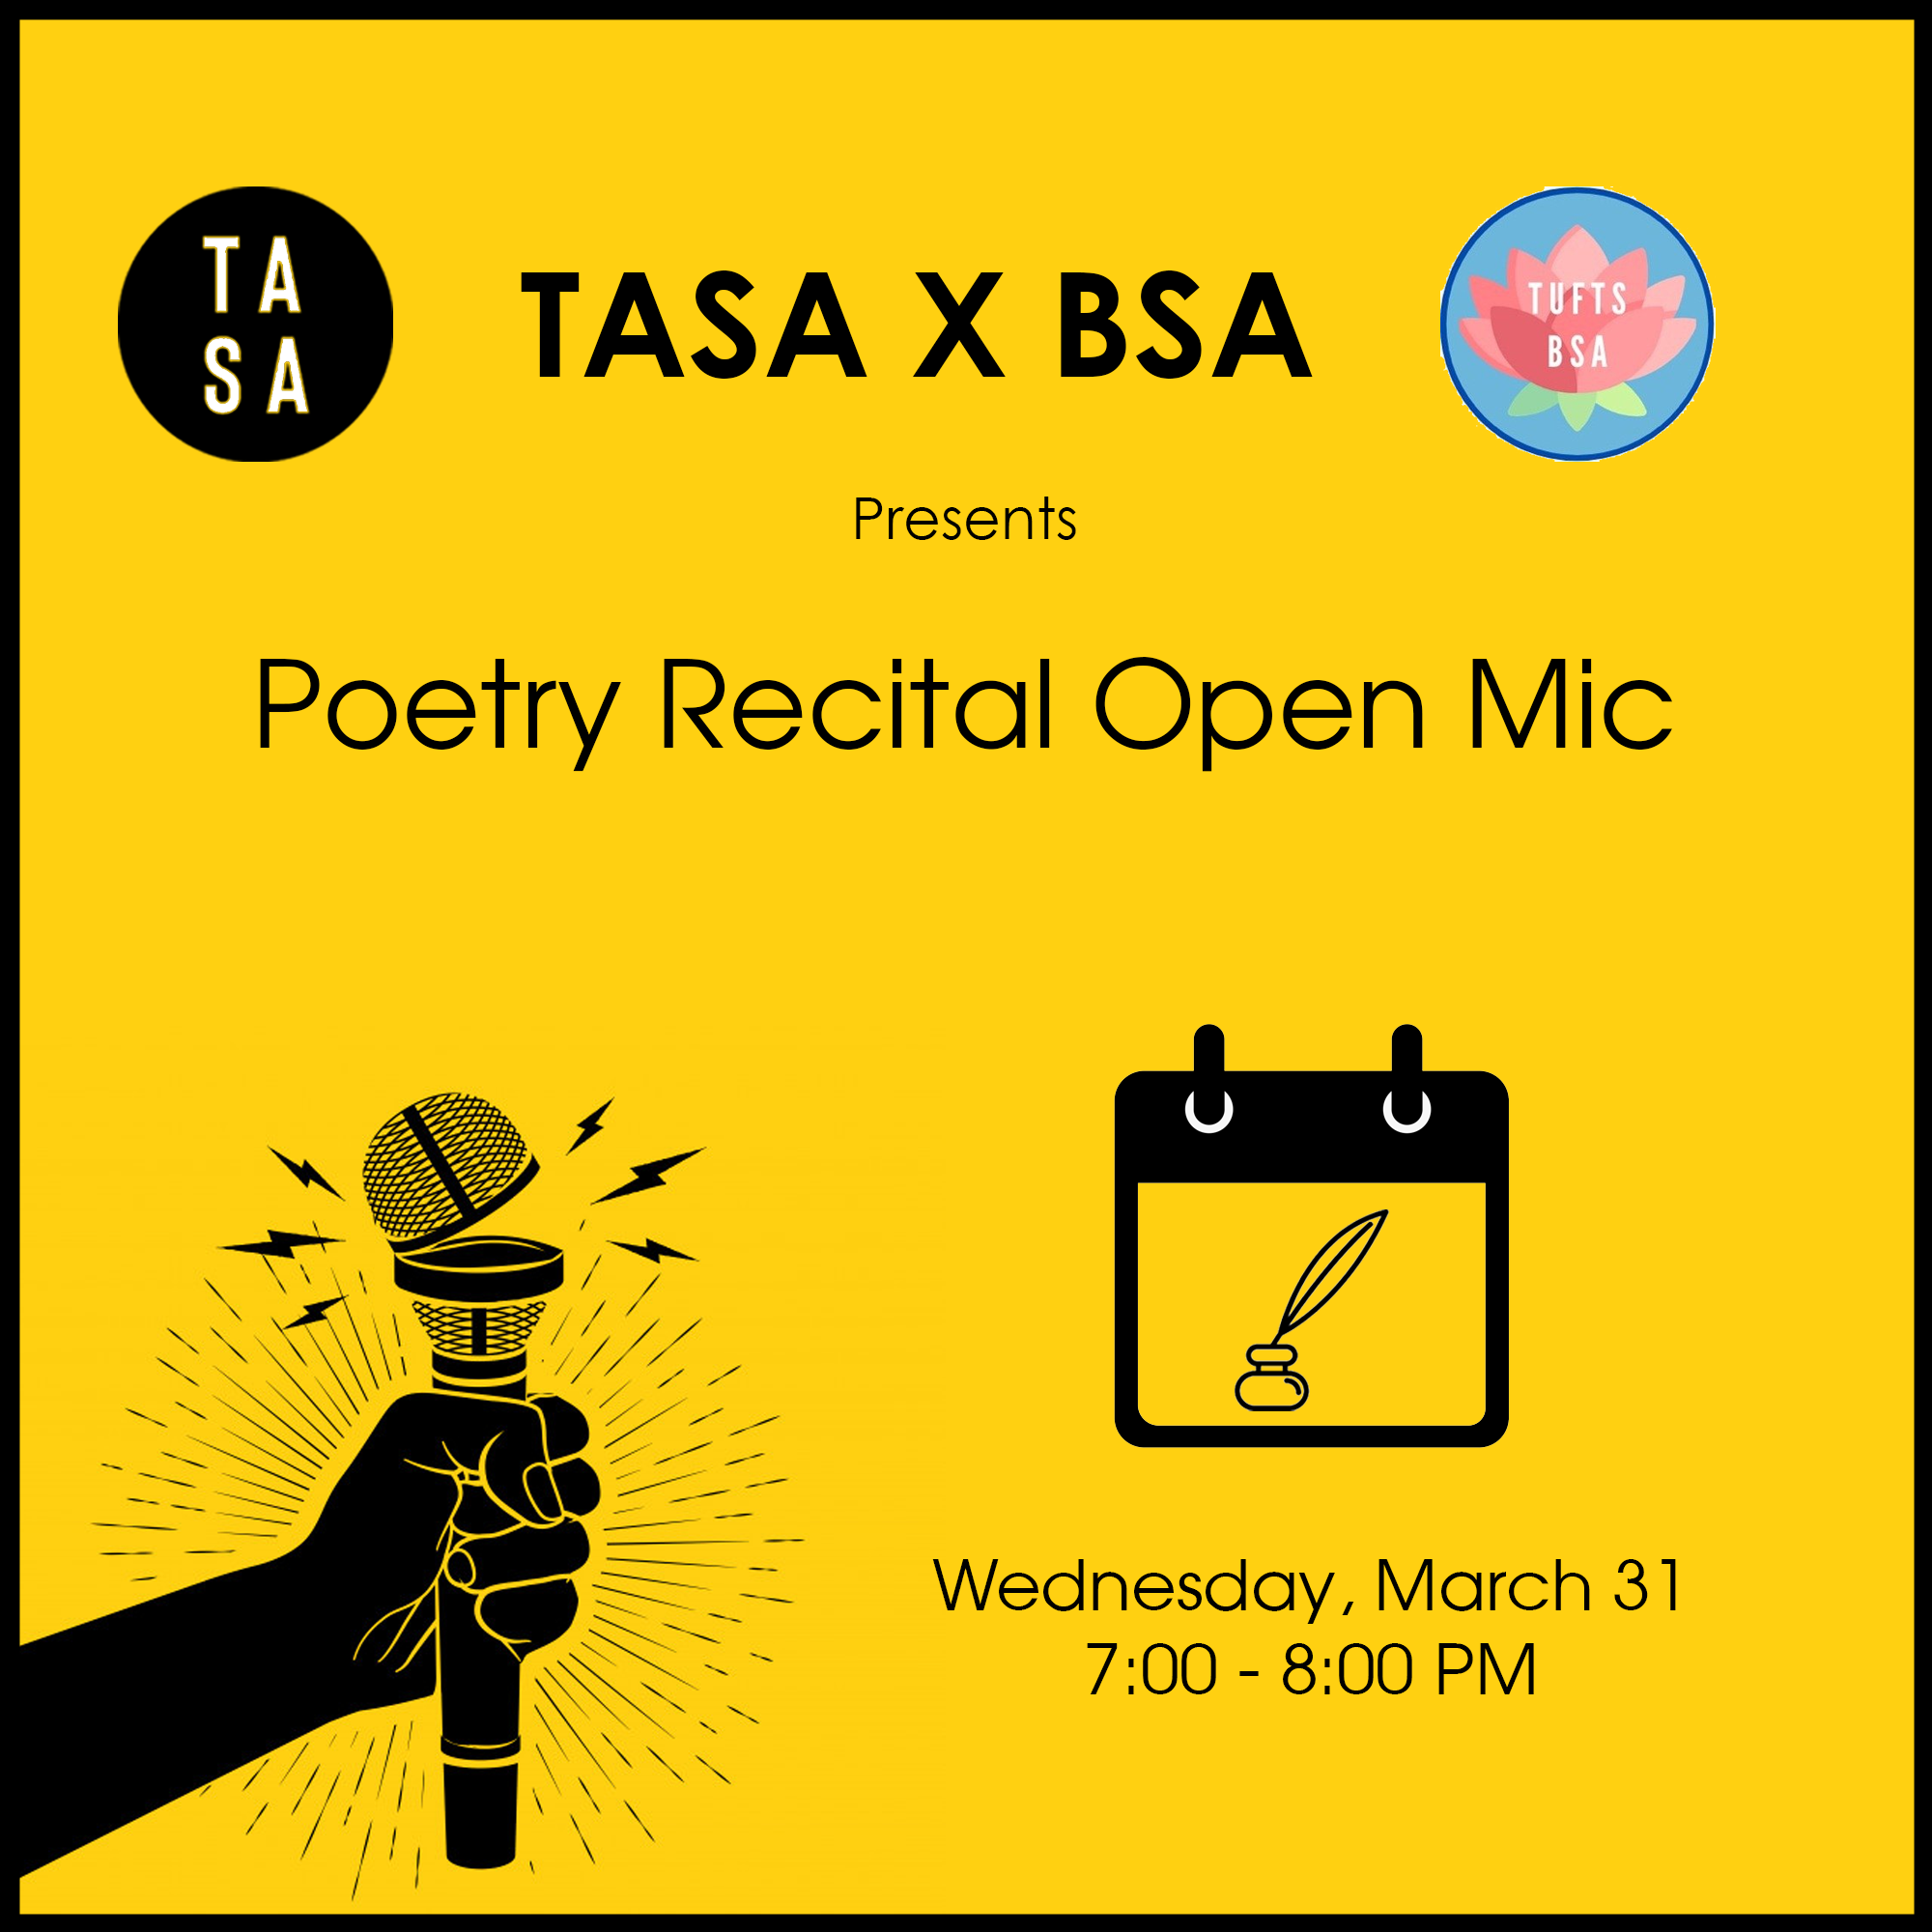 TA
SA
TASA X BSA
TUFTS
BSA
Presents
Poetry Recital Open Mic
Wednesday, March 31
7:00 - 8:00 PM